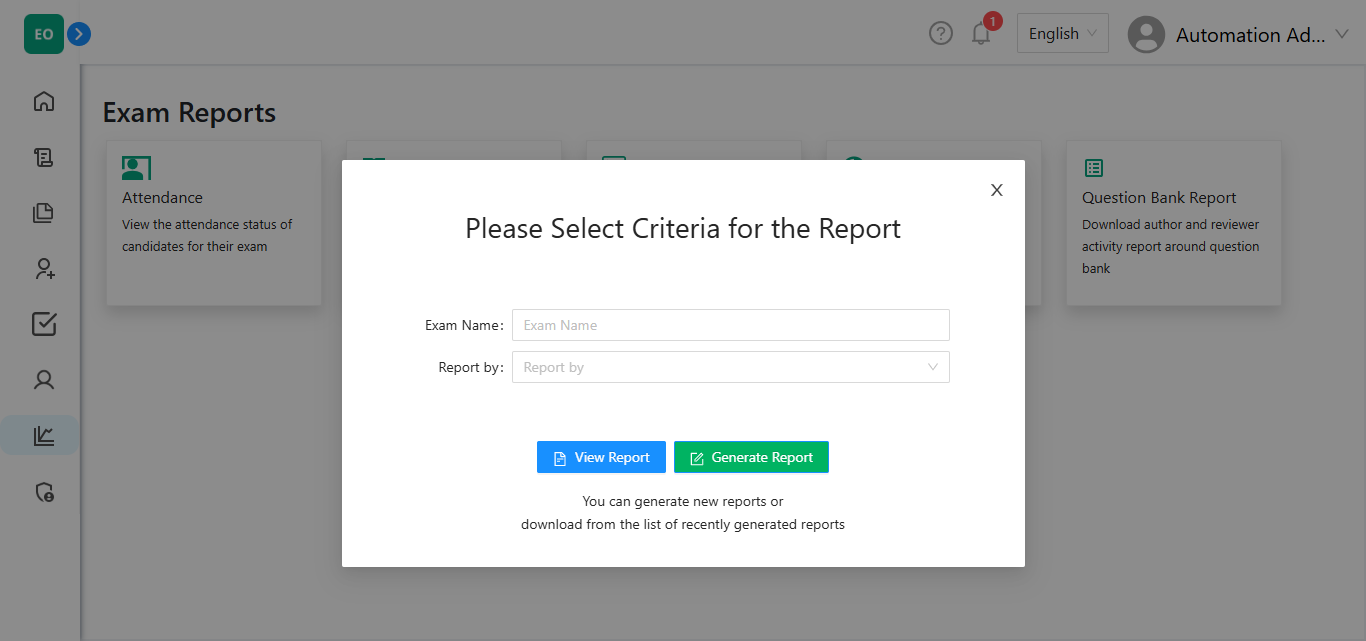 EO
1
English
Automation Ad...
Exam Reports
Attendance
View the attendance status of
candidates for their exam
Question Bank Report
Download author and reviewer
activity report around question
bank
X
Please Select Criteria for the Report
Exam Name: Exam Name
Report by: Report by
View Report
Generate Report
You can generate new reports or
download from the list of recently generated reports